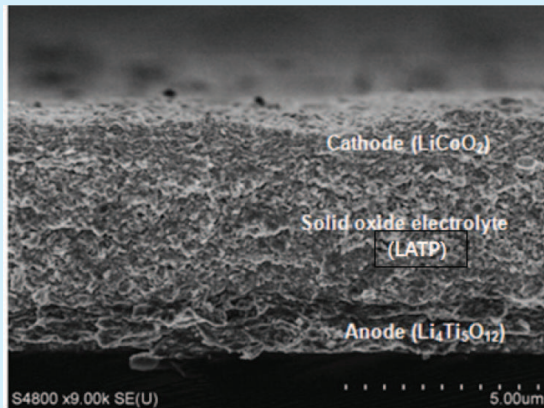 Cathode (LiCoO₂)
Solid oxide electrolyte
(LATP)
Anode (Li₄Ti₅O₁₂)
S4800 x9.00k SE(U)
5.00um